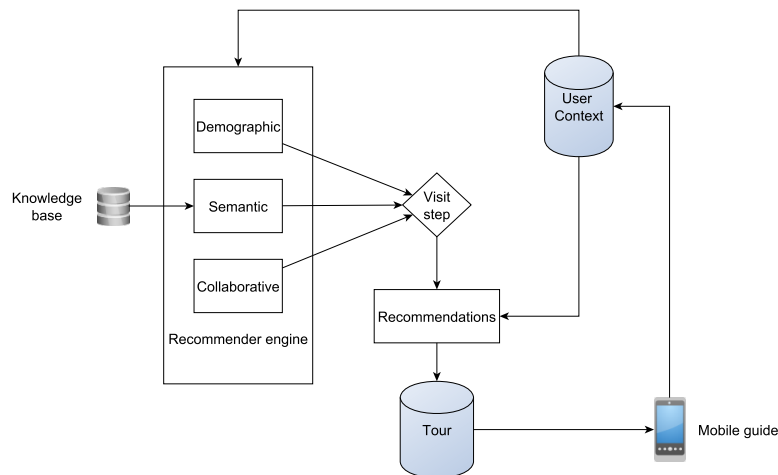 User
Context
Demographic
Knowledge
base
Semantic
Visit
step
Collaborative
Recommendations
Recommender engine
Tour
Mobile guide